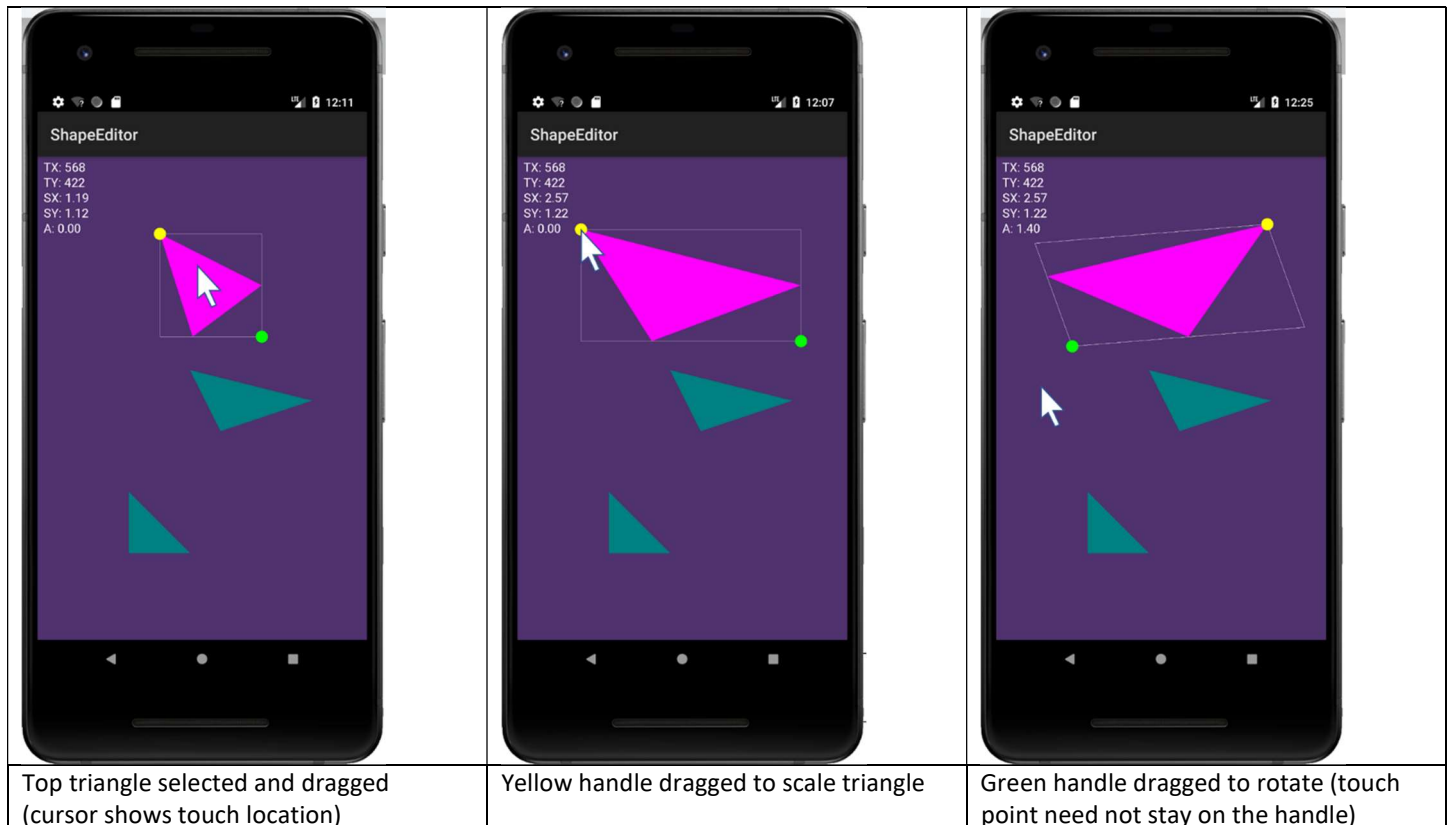 LTE 12:11
ShapeEditor
TX: 568
TY: 422
SX: 1.19
SY: 1.12
A: 0.00
LTE 12:07
ShapeEditor
TX: 568
TY: 422
SX: 2.57
SY: 1.22
A: 0.00
LTE 12:25
ShapeEditor
TX: 568
TY: 422
SX: 2.57
SY: 1.22
A: 1.40
Top triangle selected and dragged
(cursor shows touch location)
Yellow handle dragged to scale triangle
Green handle dragged to rotate (touch
point need not stay on the handle)